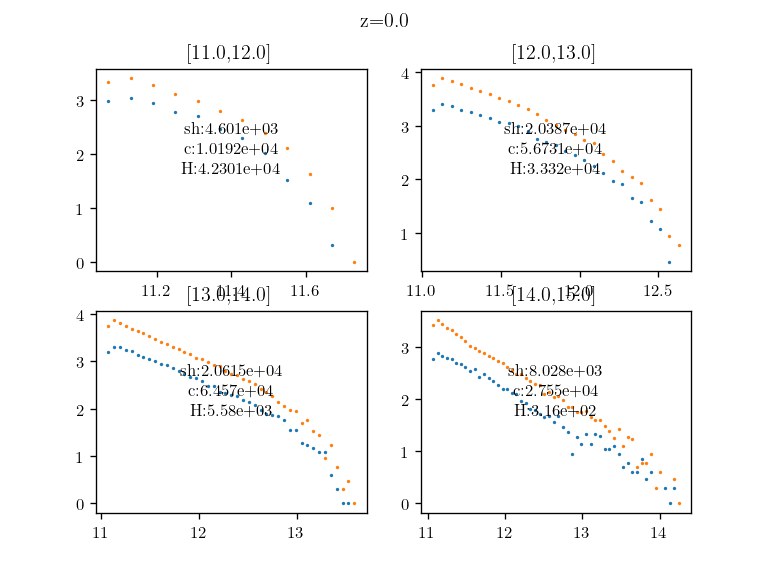 z=0.0
[11.0,12.0]
[12.0,13.0]
3
2
1
0
sh:4.601e+03
c:1.0192e+04
H:4.2301e+04
11.2
11.4
11.6
4
3
2
1
sh:2.0387e+04
c:5.6731e+04
H:3.332e+04
11.0
11.5
12.0
12.5
[13.0,14.0]
[14.0,15.0]
4
3
2
1
0
sh:2.0615e+04
c:6.457e+04
H:5.58e+03
11
12
13
3
2
1
0
sh:8.028e+03
c:2.755e+04
H:3.16e+02
11
12
13
14